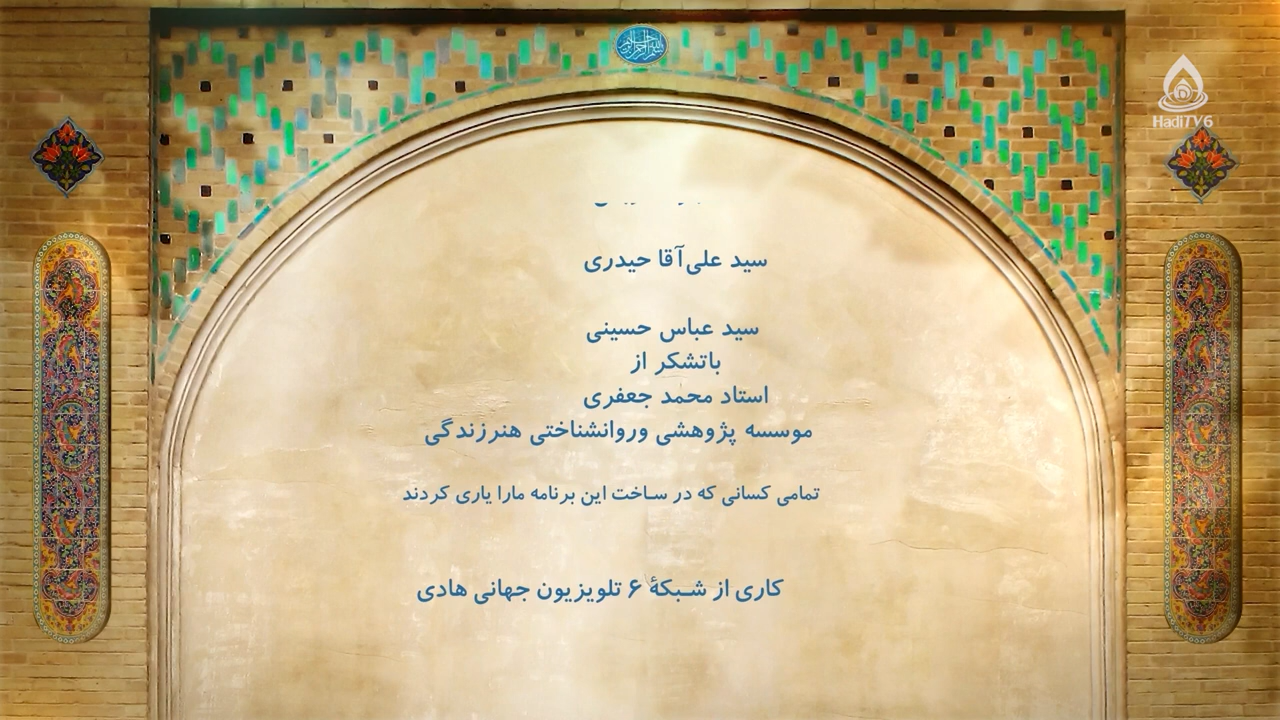 HadiTV6
سید علی‌آقا حیدری
سید عباس حسینی
باتشکر از
استاد محمد جعفری
موسسه پژوهشی وروانشناختی هنرزندگی
تمامی کسانی که در ساخت این برنامه مارا یاری کردند
کاری از شبکهٔ ۶ تلویزیون جهانی هادی